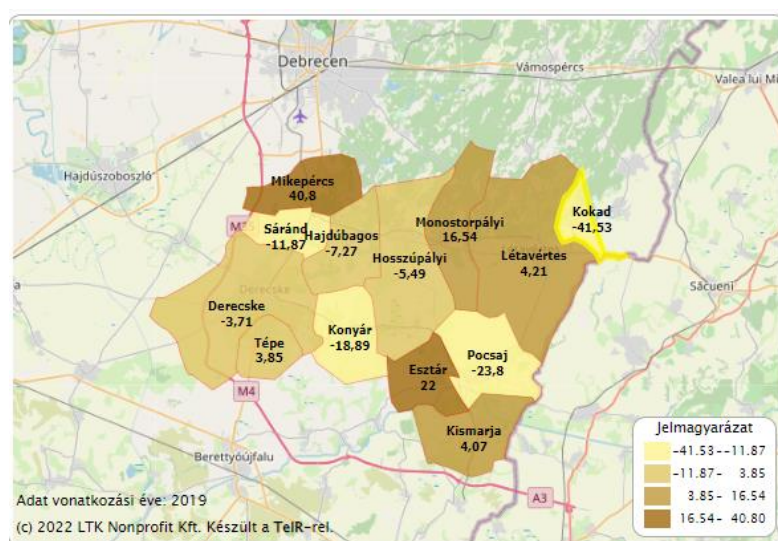 Debrecen
Vámospércs
Valea lui Mi
Hajdúszoboszló
Mikepércs
40,8
M35
Sáránd
-11,87
Hajdúbagos
-7,27
Monostorpályi
16,54
Kokad
-41,53
Hosszúpályi
-5,49
Létavértes
4,21
Săcueni
Derecske
Derecske
-3,71
Konyár
-18,89
Tépe
3,85
Esztár
22
Pocsaj
-23,8
M4
Kismarja
4,07
Berettyóújfalu
A3
Jelmagyarázat
-41.53--11.87
-11.87- 3.85
3.85- 16.54
16.54- 40.80
Adat vonatkozási éve: 2019
(c) 2022 LTK Nonprofit Kft. Készült a TeIR-rel.